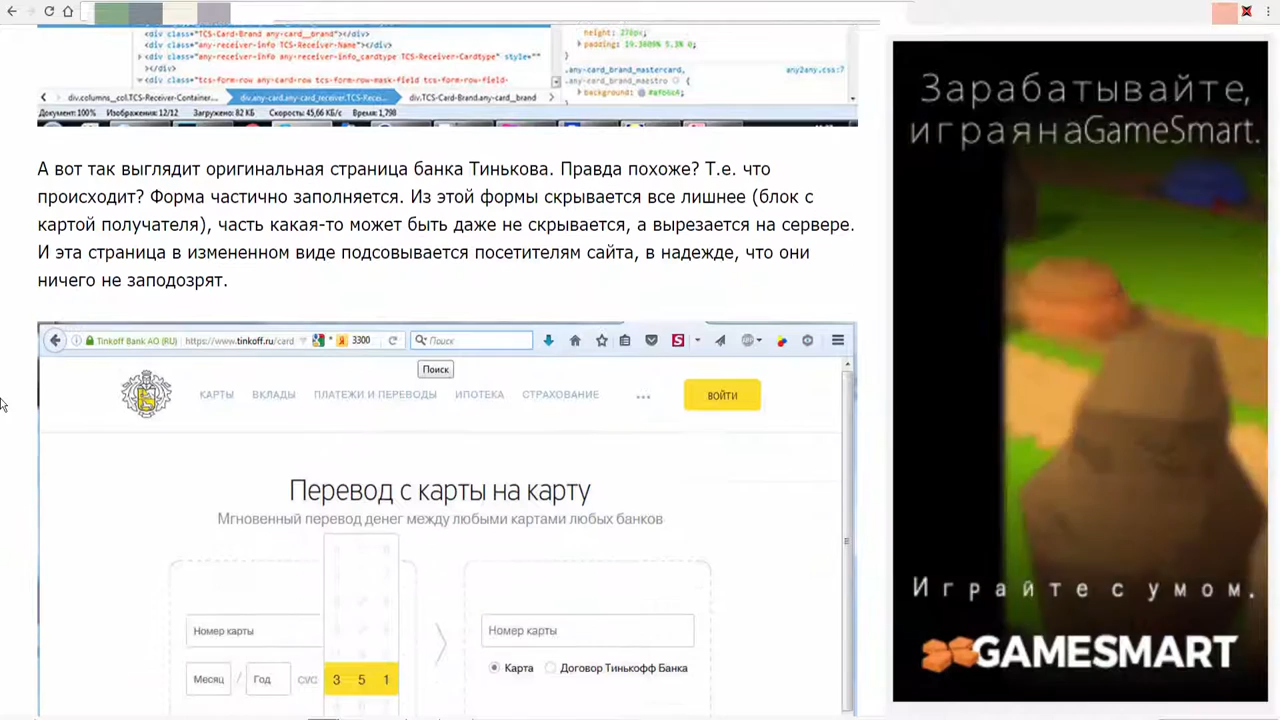 <div class="TCS-Card-Brand any-card__brand"></div>
<div class="any-receiver-info TCS-Receiver-Name"></div>
<div class="any-receiver-info any-receiver-info_cardtype TCS-Receiver-Cardtype" style="">
></div>
<div class="tcs-form-row any-card-row tcs-form-row-mask-field tcs-form-row-field-
height: 270px;
padding: 19.3609% 5.3% 0;
}
.any-card_brand_mastercard, any2any.css:7
.any-card_brand_maestro {
background: #afb6c6;
div.columns__col.TCS-Receiver-Container... div.any-card.any-card_receiver.TCS-Recei... div.TCS-Card-Brand.any-card__brand
Документ:100% Изображения: 12/12 Загружено: 82 КБ Скорость: 45,66 КБ/с Время: 1,798
А вот так выглядит оригинальная страница банка Тинькова. Правда похоже? Т.е. что
происходит? Форма частично заполняется. Из этой формы скрывается все лишнее (блок с
картой получателя), часть какая-то может быть даже не скрывается, а вырезается на сервере.
И эта страница в измененном виде подсовывается посетителям сайта, в надежде, что они
ничего не заподозрят.
Tinkoff Bank AO (RU) https://www.tinkoff.ru/card 3300 Поиск
Поиск
КАРТЫ ВКЛАДЫ ПЛАТЕЖИ И ПЕРЕВОДЫ ИПОТЕКА СТРАХОВАНИЕ ... ВОЙТИ
Перевод с карты на карту
Мгновенный перевод денег между любыми картами любых банков
Номер карты
Номер карты
Месяц / Год CVC 3 5 1
Карта Договор Тинькофф Банка
Зарабатывайте,
играянаGameSmart.
Играйте с умом.
GAMESMART